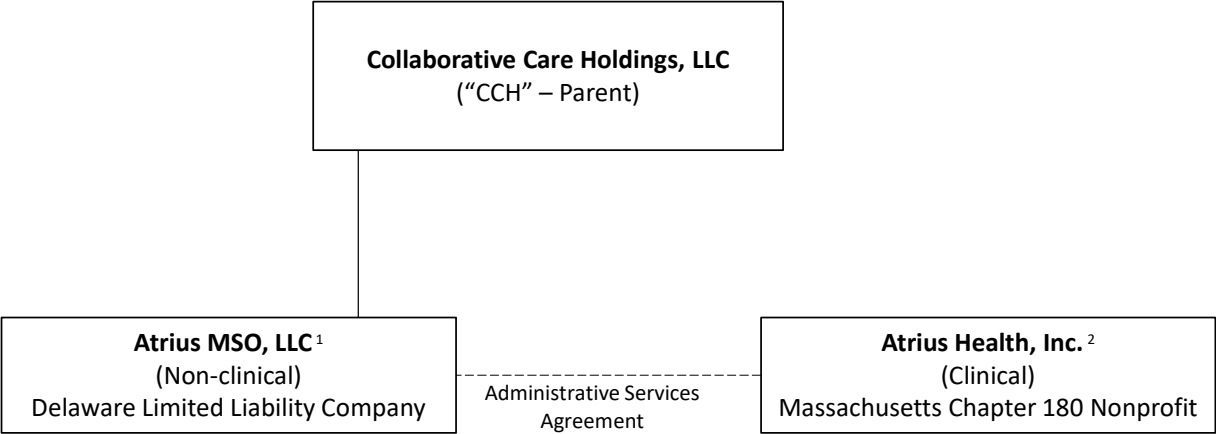 Collaborative Care Holdings, LLC
(“CCH” – Parent)
Atrius MSO, LLC 1
(Non-clinical)
Delaware Limited Liability Company
Administrative Services
Agreement
Atrius Health, Inc. 2
(Clinical)
Massachusetts Chapter 180 Nonprofit